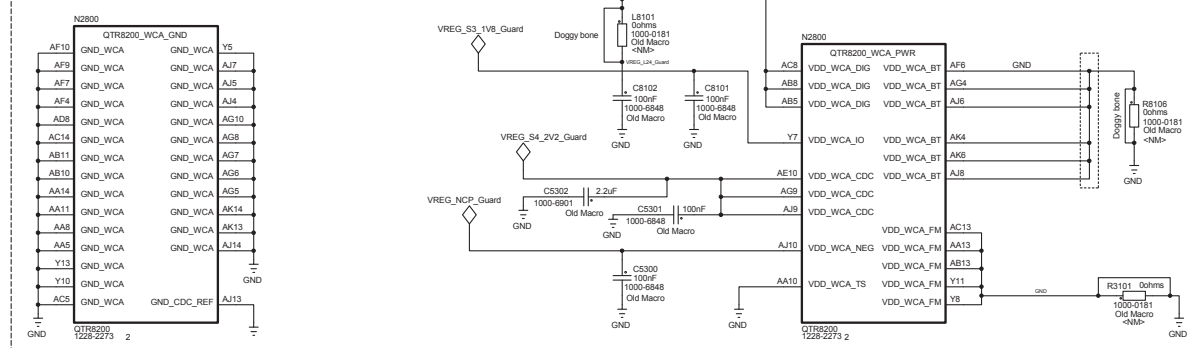 N2800
QTR8200_WCA_GND
AF10 GND_WCA GND_WCA Y5
AF9 GND_WCA GND_WCA AJ7
AF7 GND_WCA GND_WCA AJ5
AF4 GND_WCA GND_WCA AJ4
AD8 GND_WCA GND_WCA AG10
AC14 GND_WCA GND_WCA AG8
AB11 GND_WCA GND_WCA AG7
AB10 GND_WCA GND_WCA AG6
AA14 GND_WCA GND_WCA AG5
AA11 GND_WCA GND_WCA AK14
AA8 GND_WCA GND_WCA AK13
AA5 GND_WCA GND_WCA AJ14
Y13 GND_WCA
Y10 GND_WCA
AC5 GND_WCA GND_CDC_REF AJ13
GND
GND
QTR8200
1228-2273 2
VREG_S3_1V8_Guard
Doggy bone
L8101
0ohms
1000-0181
Old Macro
<NM>
VREG_L24_Guard
C8102
100nF
1000-6848
Old Macro
GND
C8101
100nF
1000-6848
Old Macro
GND
VREG_S4_2V2_Guard
C5302 2.2uF
1000-6901
Old Macro
GND
C5301 100nF
1000-6848
Old Macro
GND
VREG_NCP_Guard
C5300
100nF
1000-6848
Old Macro
GND
GND
N2800
QTR8200_WCA_PWR
AC8 VDD_WCA_DIG VDD_WCA_BT AF6
AB8 VDD_WCA_DIG VDD_WCA_BT AG4
AB5 VDD_WCA_DIG VDD_WCA_BT AJ6
Y7 VDD_WCA_IO VDD_WCA_BT AK4
VDD_WCA_BT AK6
AE10 VDD_WCA_CDC VDD_WCA_BT AJ8
AG9 VDD_WCA_CDC
AJ9 VDD_WCA_CDC
VDD_WCA_FM AC13
AJ10 VDD_WCA_NEG VDD_WCA_FM AA13
VDD_WCA_FM AB13
AA10 VDD_WCA_TS VDD_WCA_FM Y11
VDD_WCA_FM Y8
QTR8200
1228-2273 2
GND
Doggy bone
R8106
0ohms
1000-0181
Old Macro
<NM>
GND
GND
R3101 0ohms
1000-0181
Old Macro
<NM>
GND